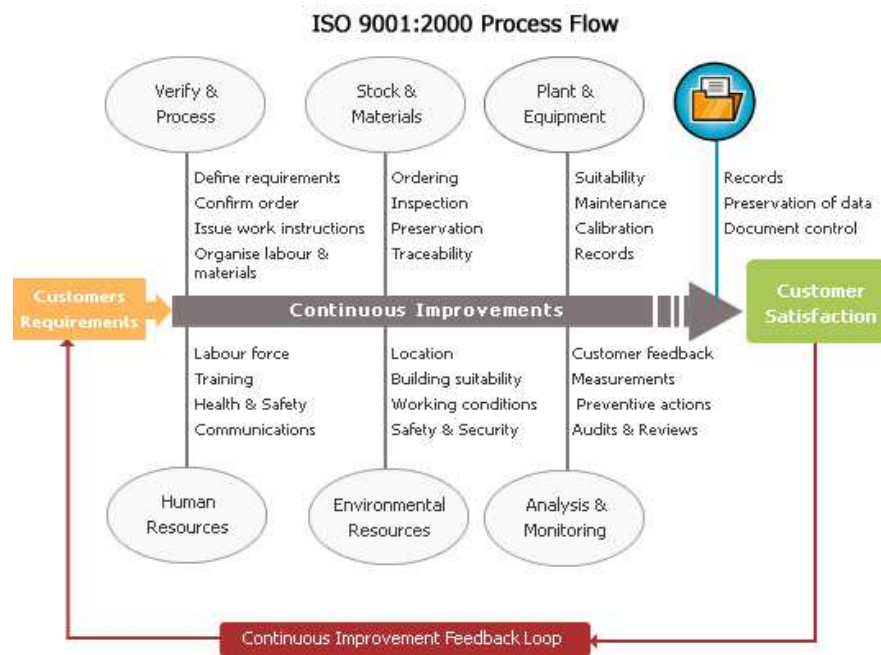 ISO 9001:2000 Process Flow
Verify &
Process
Stock &
Materials
Plant &
Equipment
Define requirements
Confirm order
Issue work instructions
Organise labour &
materials
Ordering
Inspection
Preservation
Traceability
Suitability
Maintenance
Calibration
Records
Records
Preservation of data
Document control
Customers
Requirements
Continuous Improvements
Customer
Satisfaction
Labour force
Training
Health & Safety
Communications
Location
Building suitability
Working conditions
Safety & Security
Customer feedback
Measurements
Preventive actions
Audits & Reviews
Human
Resources
Environmental
Resources
Analysis &
Monitoring
Continuous Improvement Feedback Loop